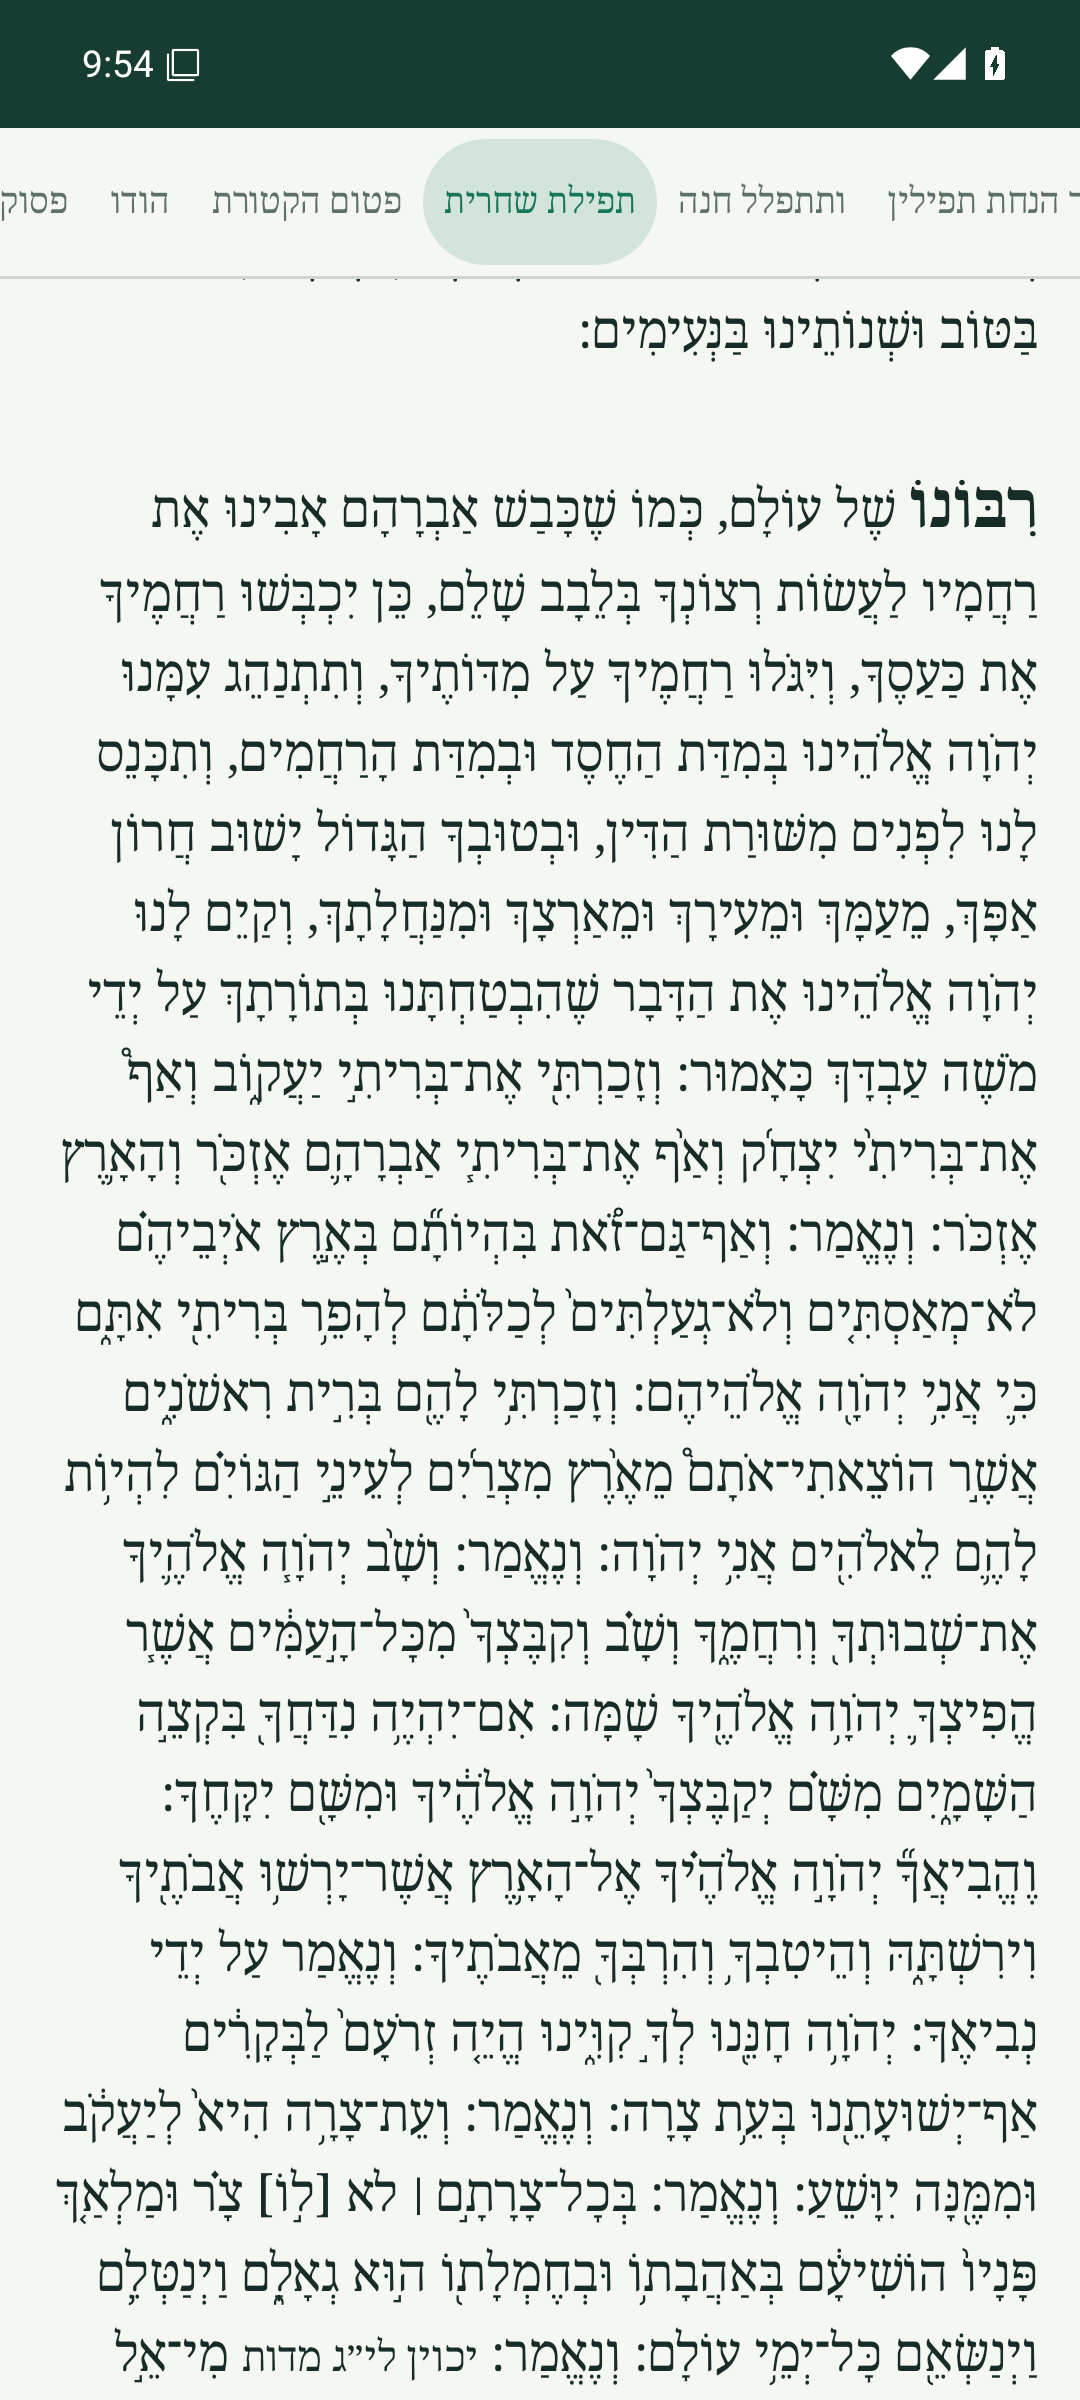 9:54
ר הנחת תפילין ותתפלל חנה תפילת שחרית פטום הקטורת הודו פסוק
בַּטּוֹב וּשְׁנוֹתֵינוּ בַּנְּעִימִים:
רִבּוֹנוֹ שֶׁל עוֹלָם, כְּמוֹ שֶׁכָּבַשׁ אַבְרָהָם אָבִינוּ אֶת
רַחֲמָיו לַעֲשׂוֹת רְצוֹנְךָ בְּלֵבָב שָׁלֵם, כֵּן יִכְבְּשׁוּ רַחֲמֶיךָ
אֶת כַּעַסֶךָ, וְיִגֹּלוּ רַחֲמֶיךָ עַל מִדּוֹתֶיךָ, וְתִתְנַהֵג עִמָּנוּ
יְהֹוָה אֱלֹהֵינוּ בְּמִדַּת הַחֶסֶד וּבְמִדַּת הָרַחֲמִים, וְתִכָּנֵס
לָנוּ לִפְנִים מִשּׁוּרַת הַדִּין, וּבְטוּבְךָ הַגָּדוֹל יָשׁוּב חֲרוֹן
אַפָּךְ, מֵעַמָּךְ וּמֵעִירָךְ וּמֵאַרְצָךְ וּמִנַּחֲלָתָךְ, וְקַיֵּם לָנוּ
יְהֹוָה אֱלֹהֵינוּ אֶת הַדָּבָר שֶׁהִבְטַחְתָּנוּ בְּתוֹרָתָךְ עַל יְדֵי
מֹשֶׁה עַבְדָּךְ כָּאָמוּר: וְזָכַרְתִּ֖י אֶת־בְּרִיתִ֣י יַעֲק֑וֹב וְאַף֩
אֶת־בְּרִיתִ֨י יִצְחָ֜ק וְאַ֨ף אֶת־בְּרִיתִ֧י אַבְרָהָ֛ם אֶזְכֹּ֖ר וְהָאָ֥רֶץ
אֶזְכֹּר: וְנֶאֱמַר: וְאַף־גַּם־זֹ֠את בִּֽהְיוֹתָ֞ם בְּאֶ֣רֶץ אֹֽיְבֵיהֶ֗ם
לֹֽא־מְאַסְתִּ֤ים וְלֹֽא־גְעַלְתִּים֙ לְכַלֹּתָ֔ם לְהָפֵ֥ר בְּרִיתִ֖י אִתָּ֑ם
כִּ֛י אֲנִ֥י יְהֹוָ֖ה אֱלֹהֵיהֶם: וְזָכַרְתִּ֥י לָהֶ֖ם בְּרִ֣ית רִאשֹׁנִ֑ים
אֲשֶׁ֣ר הוֹצֵֽאתִי־אֹתָם֩ מֵאֶ֨רֶץ מִצְרַ֜יִם לְעֵינֵ֣י הַגּוֹיִ֗ם לִהְי֥וֹת
לָהֶ֛ם לֵאלֹהִ֖ים אֲנִ֥י יְהֹוָה: וְנֶאֱמַר: וְשָׁ֨ב יְהֹוָ֧ה אֱלֹהֶ֛יךָ
אֶת־שְׁבוּתְךָ֖ וְרִחֲמֶ֑ךָ וְשָׁ֗ב וְקִבֶּצְךָ֙ מִכָּל־הָ֣עַמִּ֔ים אֲשֶׁ֧ר
הֱפִֽיצְךָ֛ יְהֹוָ֥ה אֱלֹהֶ֖יךָ שָׁמָּה: אִם־יִהְיֶ֥ה נִֽדַּחֲךָ֖ בִּקְצֵ֣ה
הַשָּׁמָ֑יִם מִשָּׁ֗ם יְקַבֶּצְךָ֙ יְהֹוָ֣ה אֱלֹהֶ֔יךָ וּמִשָּׁ֖ם יִקָּחֶךָ:
וֶהֱבִֽיאֲךָ֞ יְהֹוָ֣ה אֱלֹהֶ֗יךָ אֶל־הָאָ֛רֶץ אֲשֶׁר־יָרְשׁ֥וּ אֲבֹתֶ֖יךָ
וִֽירִשְׁתָּ֑הּ וְהֵיטִבְךָ֥ וְהִרְבְּךָ֖ מֵאֲבֹתֶיךָ: וְנֶאֱמַר עַל יְדֵי
נְבִיאֶךָ: יְהֹוָ֥ה חָנֵּ֖נוּ לְךָ֣ קִוִּ֑ינוּ הֱיֵ֤ה זְרֹעָם֙ לַבְּקָרִ֔ים
אַף־יְשׁוּעָתֵ֖נוּ בְּעֵ֥ת צָרָה: וְנֶאֱמַר: וְעֵת־צָרָ֥ה הִיא֙ לְיַֽעֲקֹ֔ב
וּמִמֶּ֖נָּה יִוָּשֵׁעַ: וְנֶאֱמַר: בְּֽכָל־צָרָתָ֣ם ׀ לֹא [ל֣וֹ] צָ֗ר וּמַלְאַ֤ךְ
פָּנָיו֙ הֽוֹשִׁיעָ֔ם בְּאַהֲבָת֥וֹ וּבְחֶמְלָת֖וֹ ה֣וּא גְאָלָ֑ם וַֽיְנַטְּלֵ֥ם
וַֽיְנַשְּׂאֵ֖ם כָּל־יְמֵ֥י עוֹלָם: וְנֶאֱמַר: יכוין לי״ג מדות מִי־אֵ֣ל